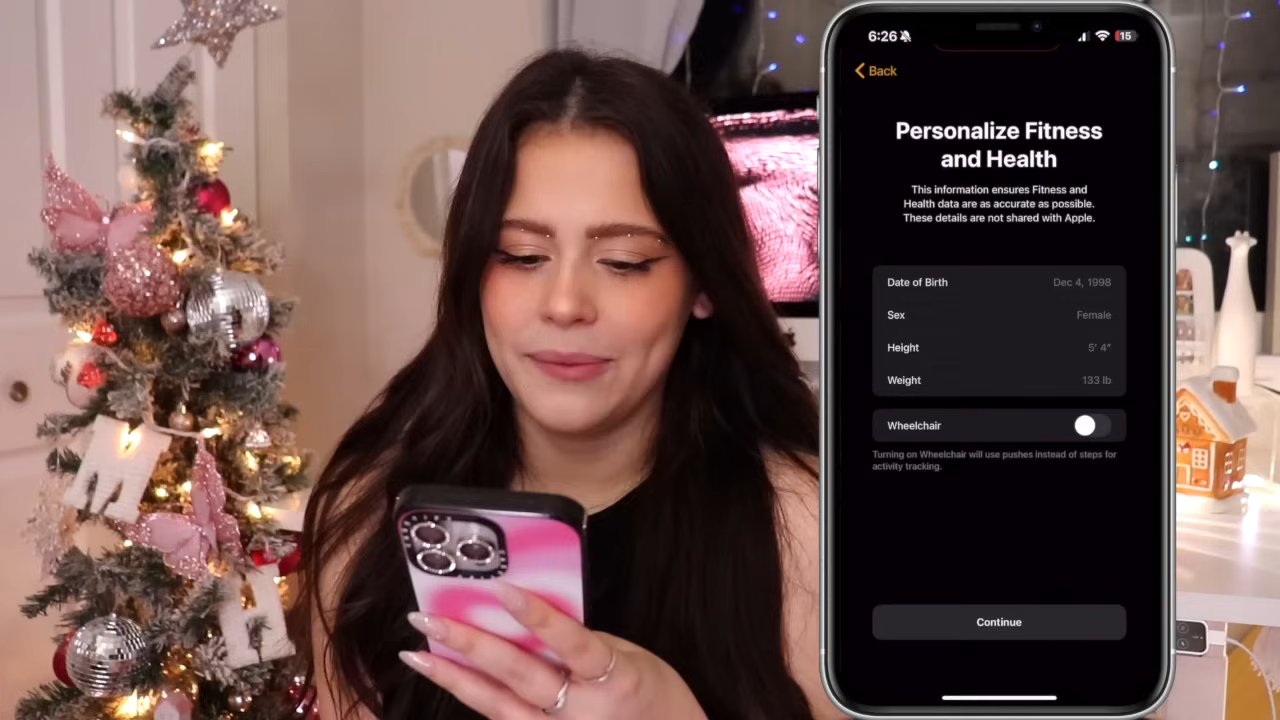 6:26
15
Back
Personalize Fitness
and Health
This information ensures Fitness and
Health data are as accurate as possible.
These details are not shared with Apple.
Date of Birth Dec 4, 1998
Sex Female
Height 5' 4"
Weight 133 lb
Wheelchair
Turning on Wheelchair will use pushes instead of steps for
activity tracking.
Continue